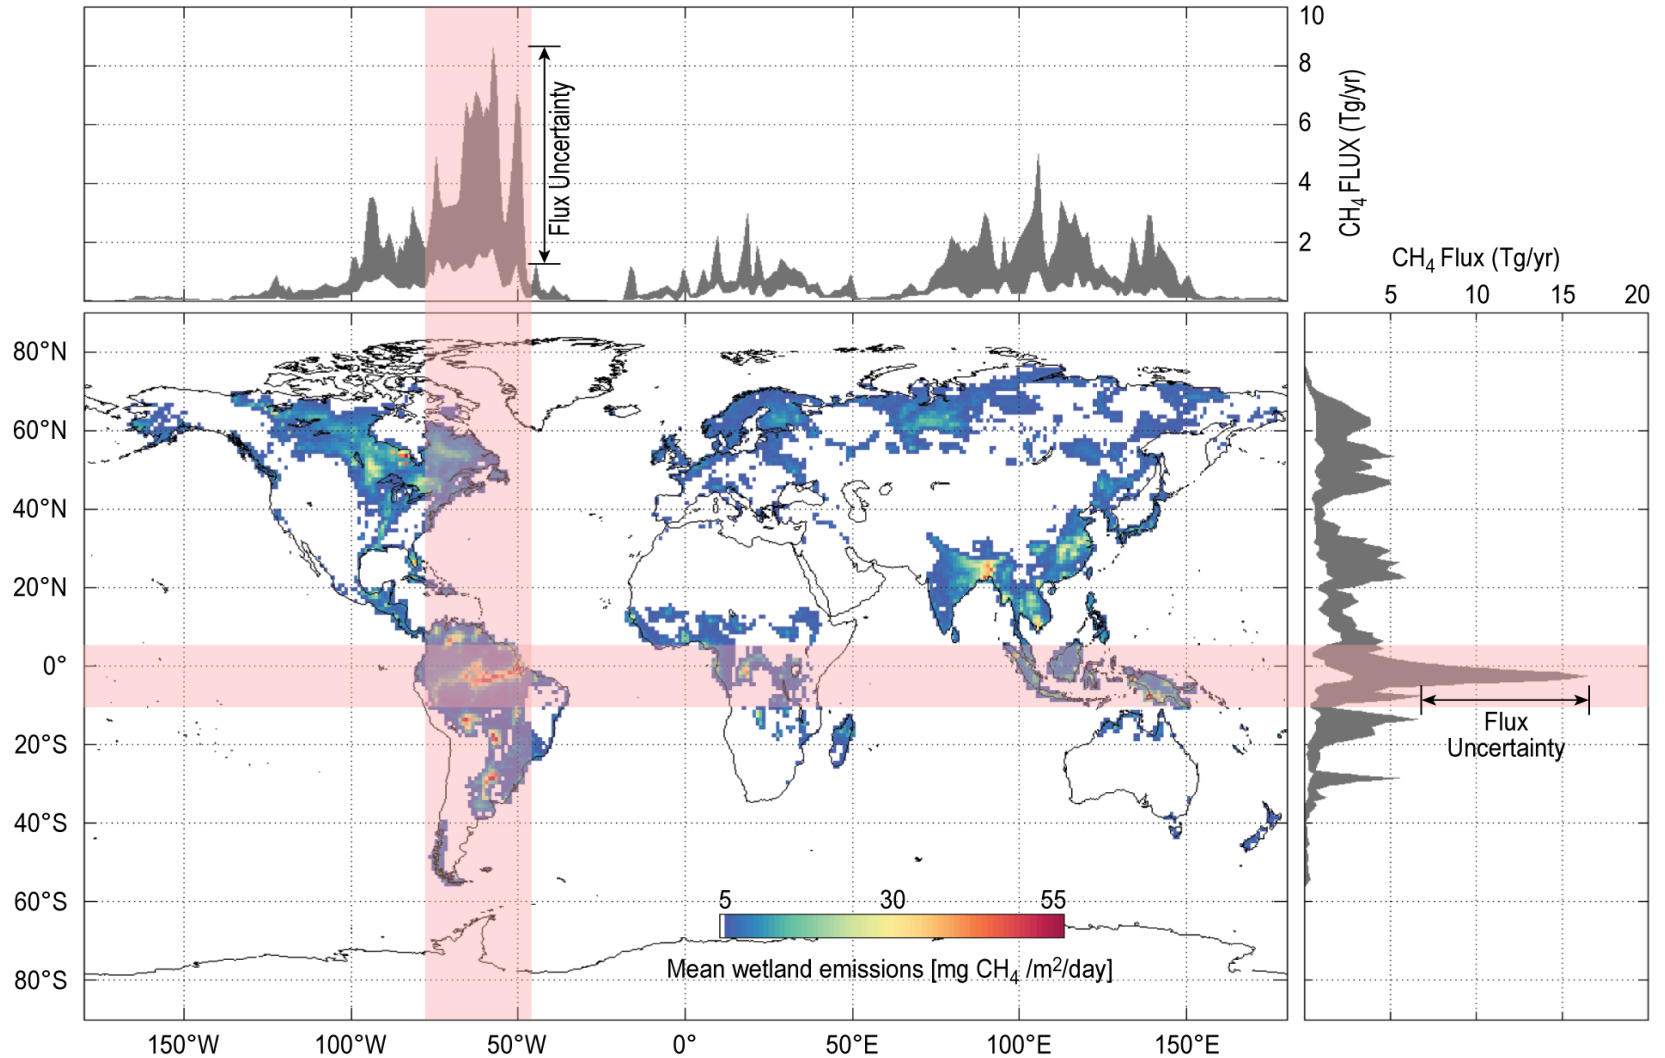 10
8
6
4
2
CH4 FLUX (Tg/yr)
Flux Uncertainty
CH4 Flux (Tg/yr)
5 10 15 20
80°N
60°N
40°N
20°N
0°
20°S
40°S
60°S
80°S
Flux
Uncertainty
5 30 55
Mean wetland emissions [mg CH4 /m2/day]
150°W 100°W 50°W 0° 50°E 100°E 150°E